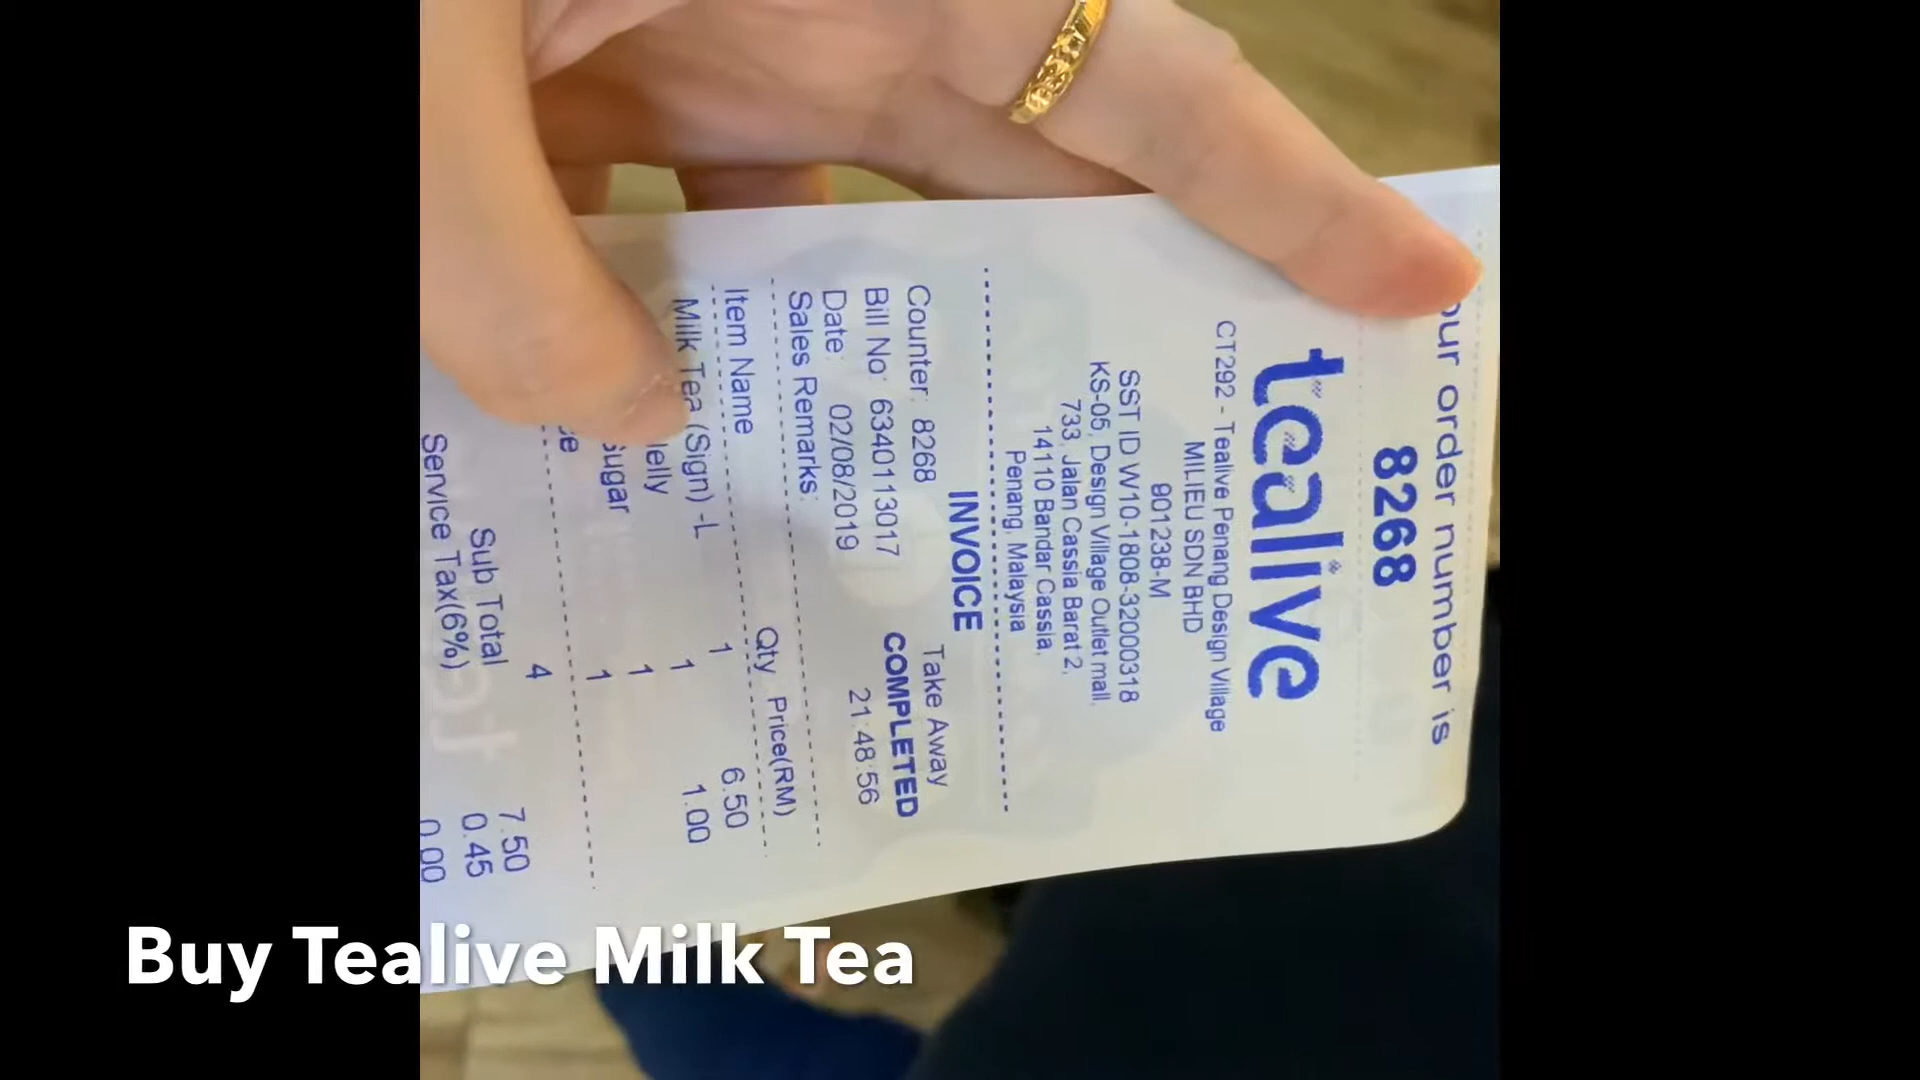 our order number is
8268
tealive
CT292 - Tealive Penang Design Village
MILIEU SDN BHD
901238-M
SST ID W10-1808-32000318
KS-05, Design Village Outlet mall,
733, Jalan Cassia Barat 2,
14110 Bandar Cassia,
Penang, Malaysia
INVOICE
Counter: 8268 Take Away
Bill No: 6340113017 COMPLETED
Date: 02/08/2019 21:48:56
Sales Remarks:
Item Name Qty Price(RM)
Milk Tea (Sign) -L 1 6.50
Jelly 1 1.00
Sugar 1
1
4
Sub Total 7.50
Service Tax(6%) 0.45
0.00
Buy Tealive Milk Tea